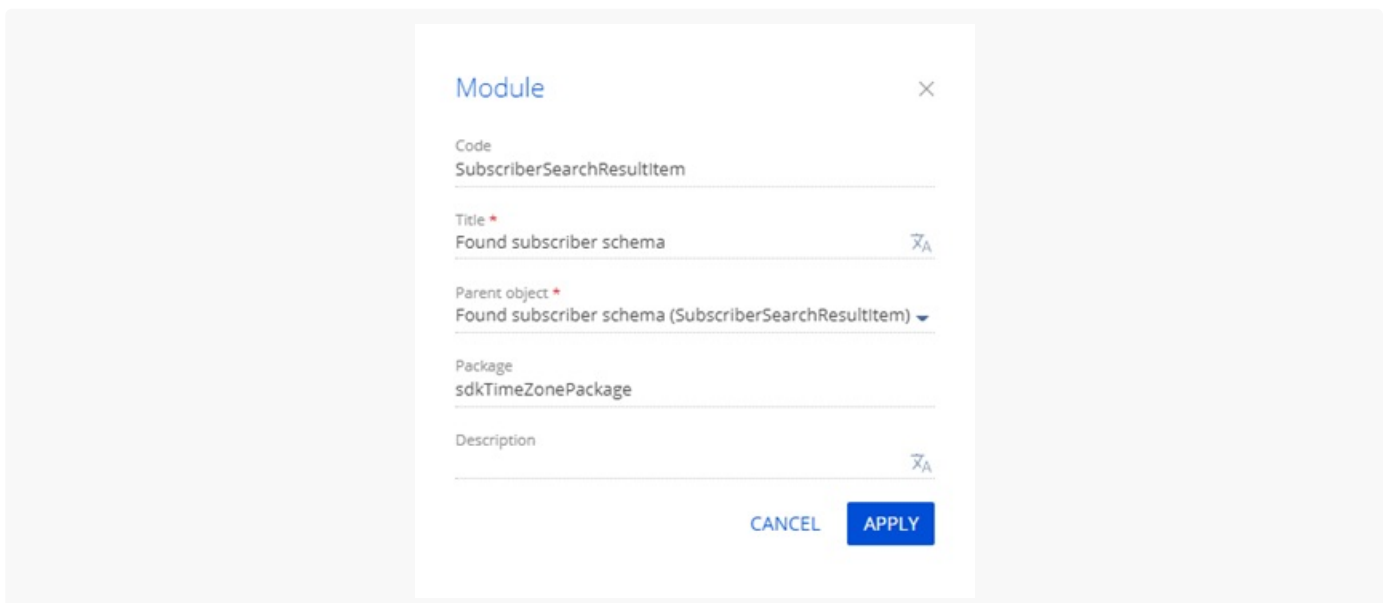 Module
Code
SubscriberSearchResultItem
Title *
Found subscriber schema
Parent object *
Found subscriber schema (SubscriberSearchResultItem)
Package
sdkTimeZonePackage
Description
CANCEL APPLY